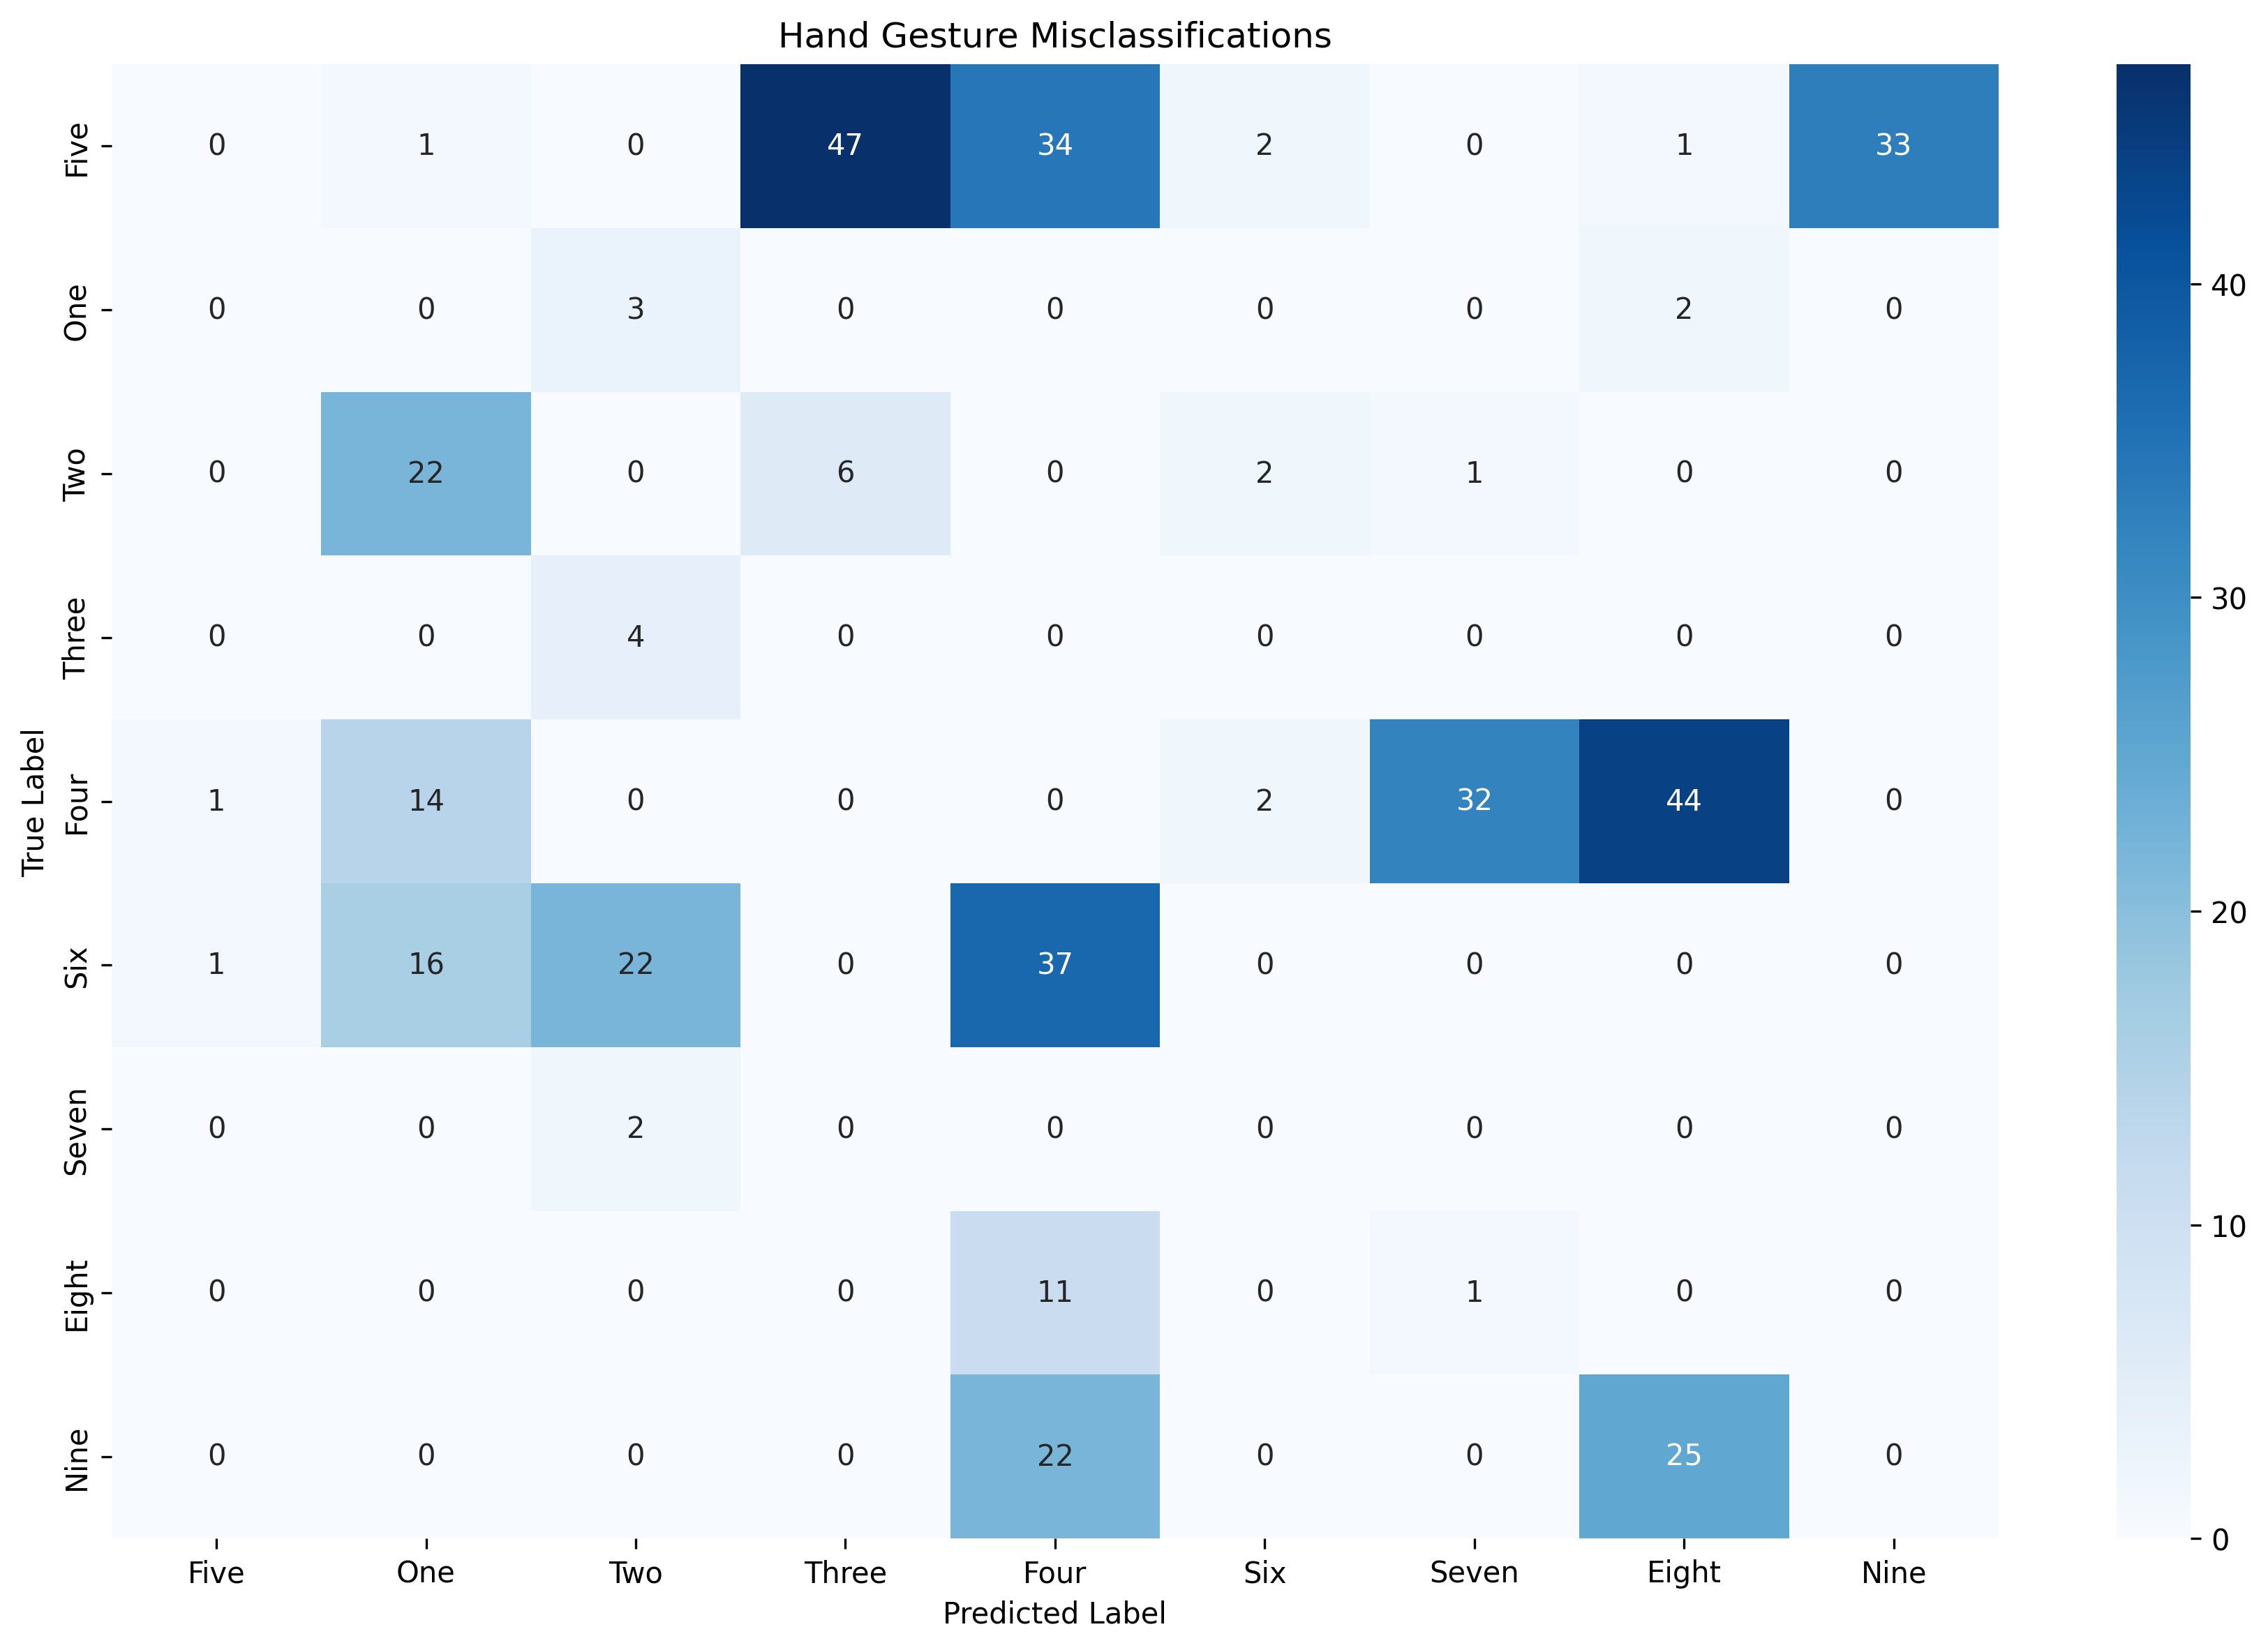 Hand Gesture Misclassifications
True Label
Five 0 1 0 47 34 2 0 1 33
One 0 0 3 0 0 0 0 2 0
Two 0 22 0 6 0 2 1 0 0
Three 0 0 4 0 0 0 0 0 0
Four 1 14 0 0 0 2 32 44 0
Six 1 16 22 0 37 0 0 0 0
Seven 0 0 2 0 0 0 0 0 0
Eight 0 0 0 0 11 0 1 0 0
Nine 0 0 0 0 22 0 0 25 0
Five One Two Three Four Six Seven Eight Nine
Predicted Label
40
30
20
10
0